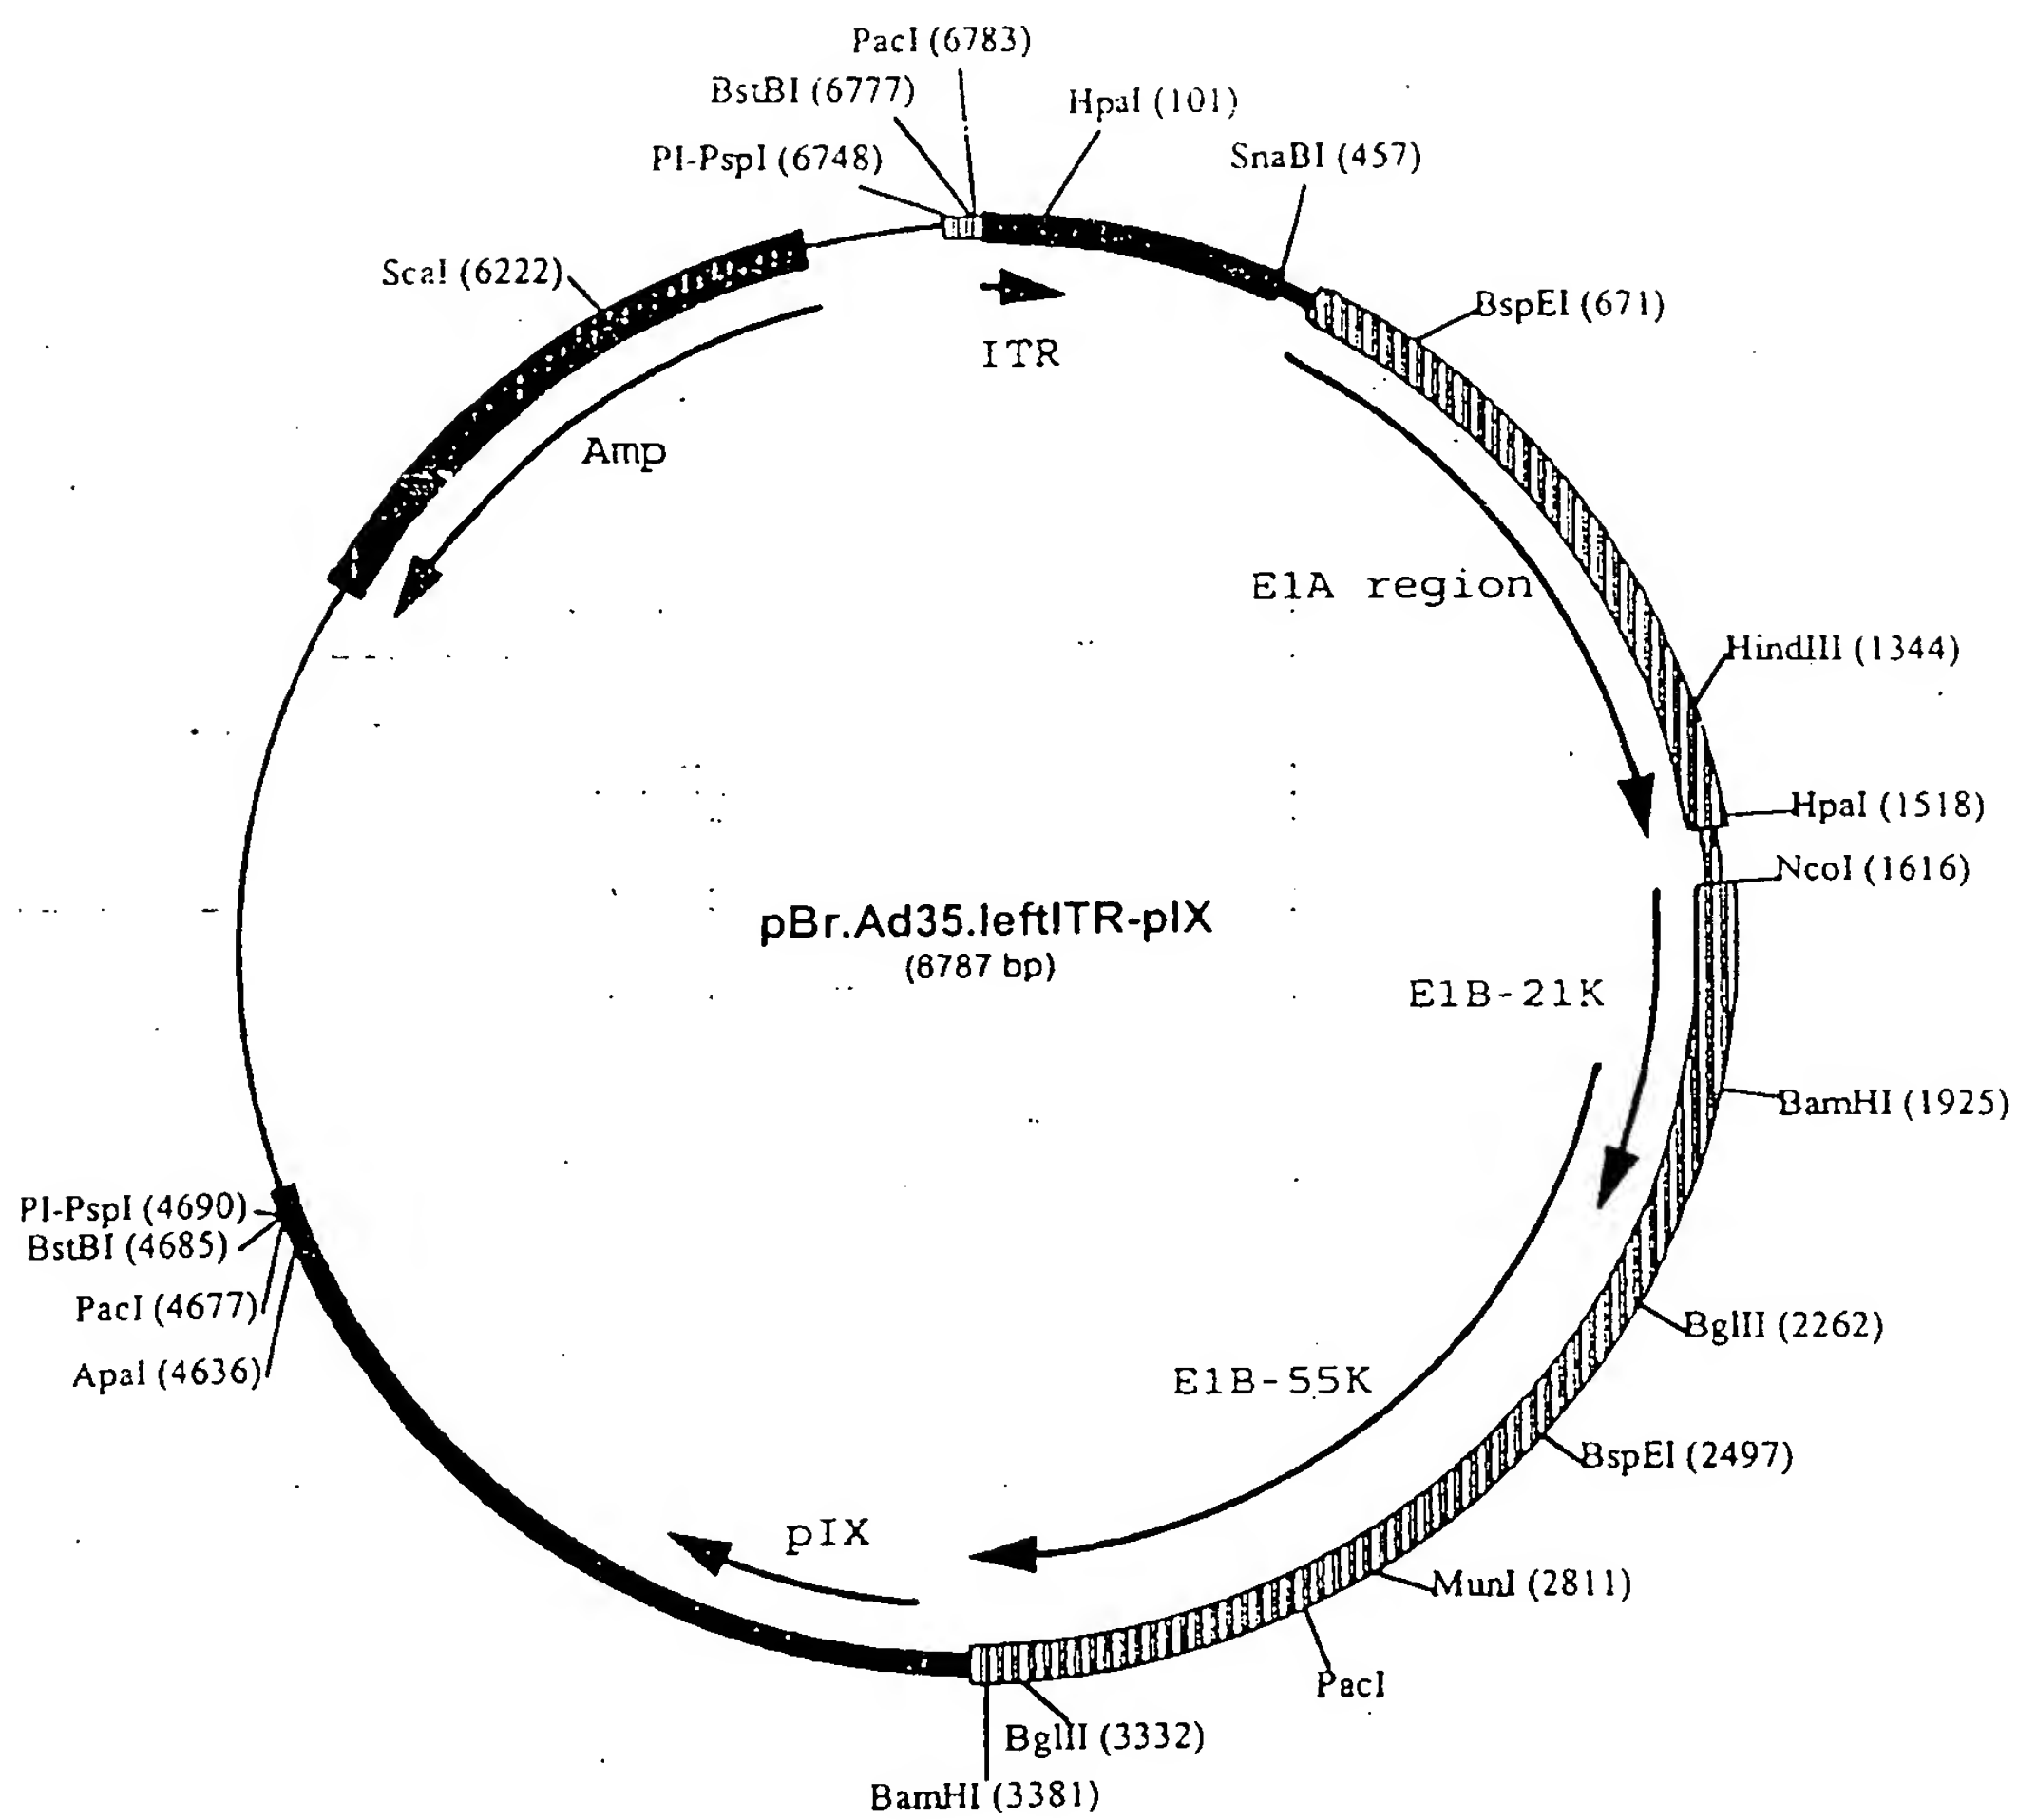 PacI (6783)
BstBI (6777)
HpaI (101)
PI-PspI (6748)
SnaBI (457)
ScaI (6222)
BspEI (671)
ITR
Amp
E1A region
HindIII (1344)
HpaI (1518)
NcoI (1616)
pBr.Ad35.leftITR-pIX
(6787 bp)
E1B-21K
BamHI (1925)
PI-PspI (4690)
BstBI (4685)
PacI (4677)
BglII (2262)
ApaI (4636)
E1B-55K
BspEI (2497)
pIX
MunI (2811)
PacI
BglII (3332)
BamHI (3381)